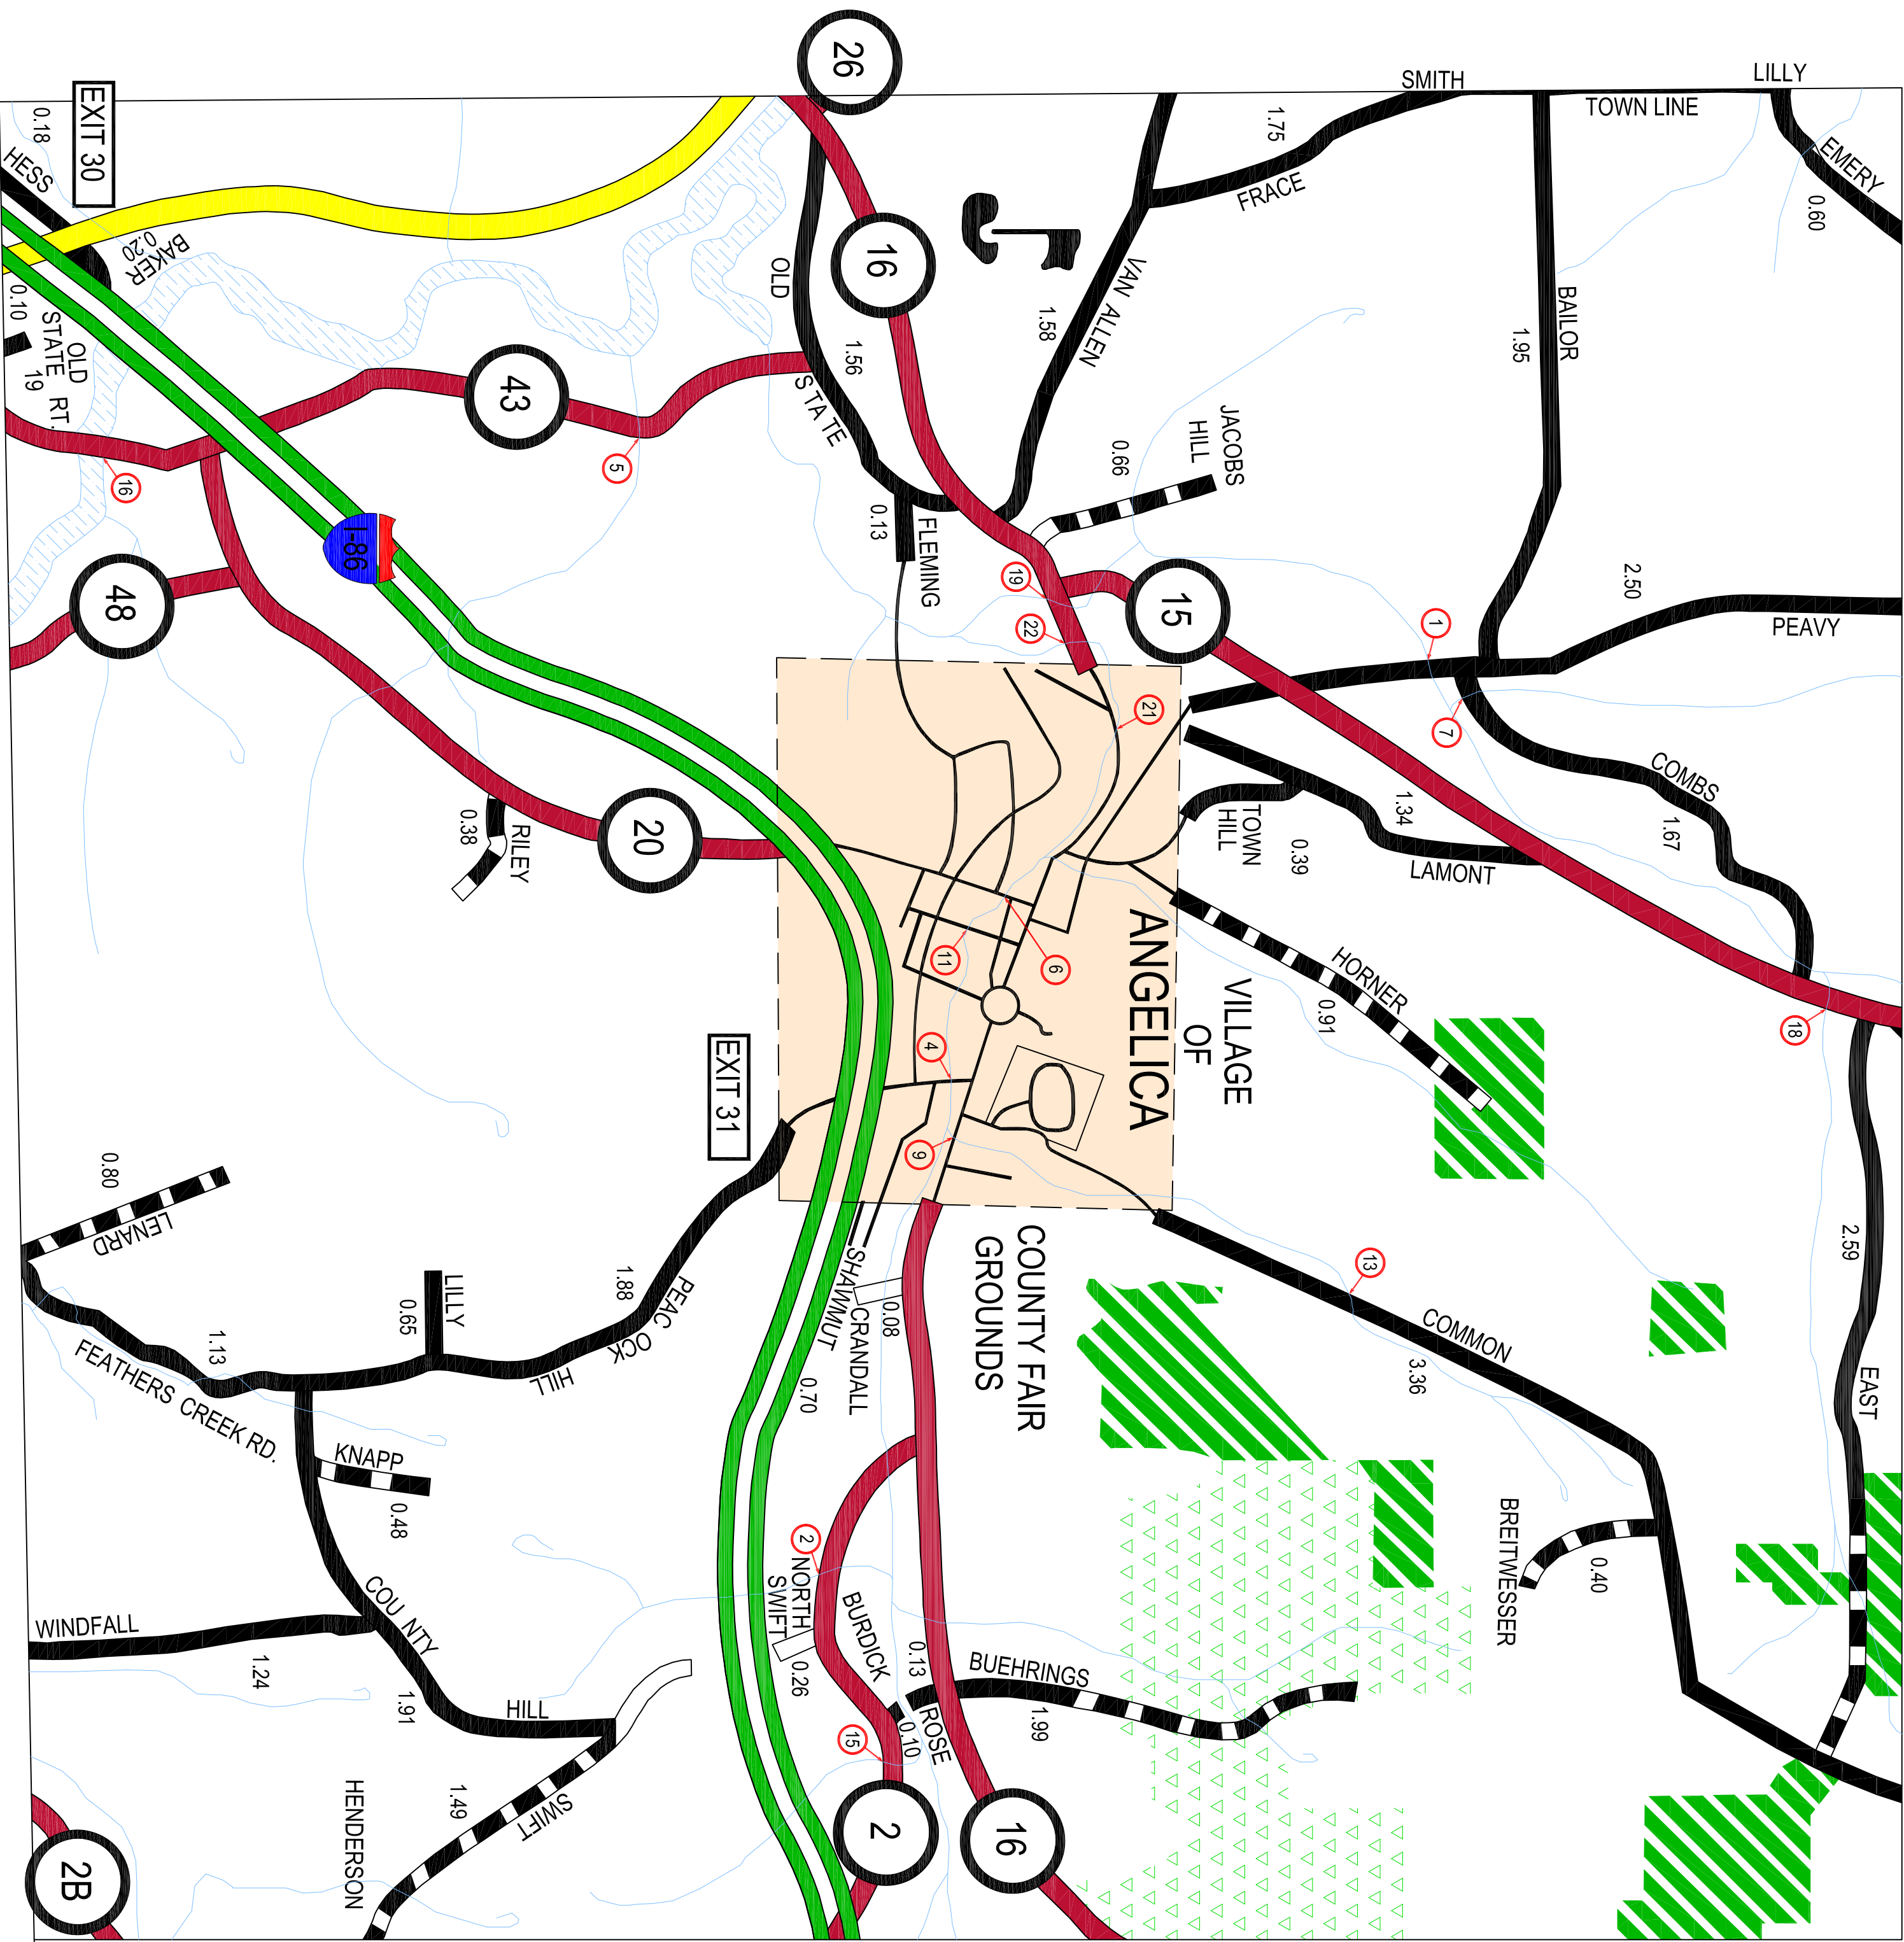 LILLY
SMITH
TOWN LINE
EMERY
0.60
26
EXIT 30
0.18
HESS
BAKER
0.20
0.10
OLD
STATE RT.
19
1.75
FRACE
16
OLD
STATE
1.56
VAN ALLEN
1.58
BAILOR
1.95
43
5
16
JACOBS
HILL
0.66
FLEMING
0.13
I-86
48
19
22
15
1
2.50
PEAVY
7
21
COMBS
1.67
1.34
LAMONT
TOWN
HILL
0.39
20
RILEY
0.38
6
11
4
9
VILLAGE
OF
ANGELICA
HORNER
0.91
18
EXIT 31
0.80
LENARD
COUNTY FAIR
GROUNDS
SHAWMUT
0.70
CRANDALL
0.08
PEACOCK
HILL
1.88
LILLY
0.65
1.13
FEATHERS CREEK RD.
13
COMMON
3.36
2.59
EAST
KNAPP
0.48
BREITWESSER
0.40
2
NORTH
SWIFT
0.26
BURDICK
0.13
ROSE
0.10
BUEHRINGS
1.99
15
WINDFALL
1.24
COUNTY
HILL
1.91
SWIFT
1.49
HENDERSON
2
16
2B